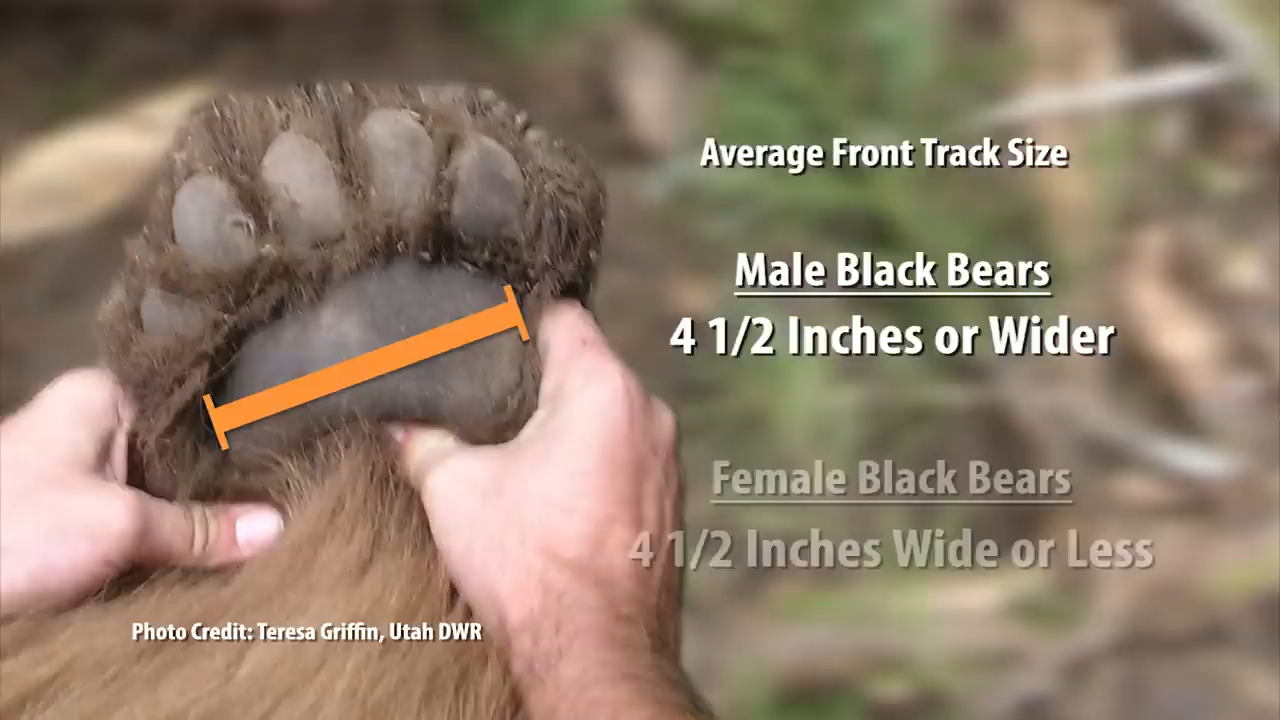 Average Front Track Size
Male Black Bears
4 1/2 Inches or Wider
Female Black Bears
4 1/2 Inches Wide or Less
Photo Credit: Teresa Griffin, Utah DWR